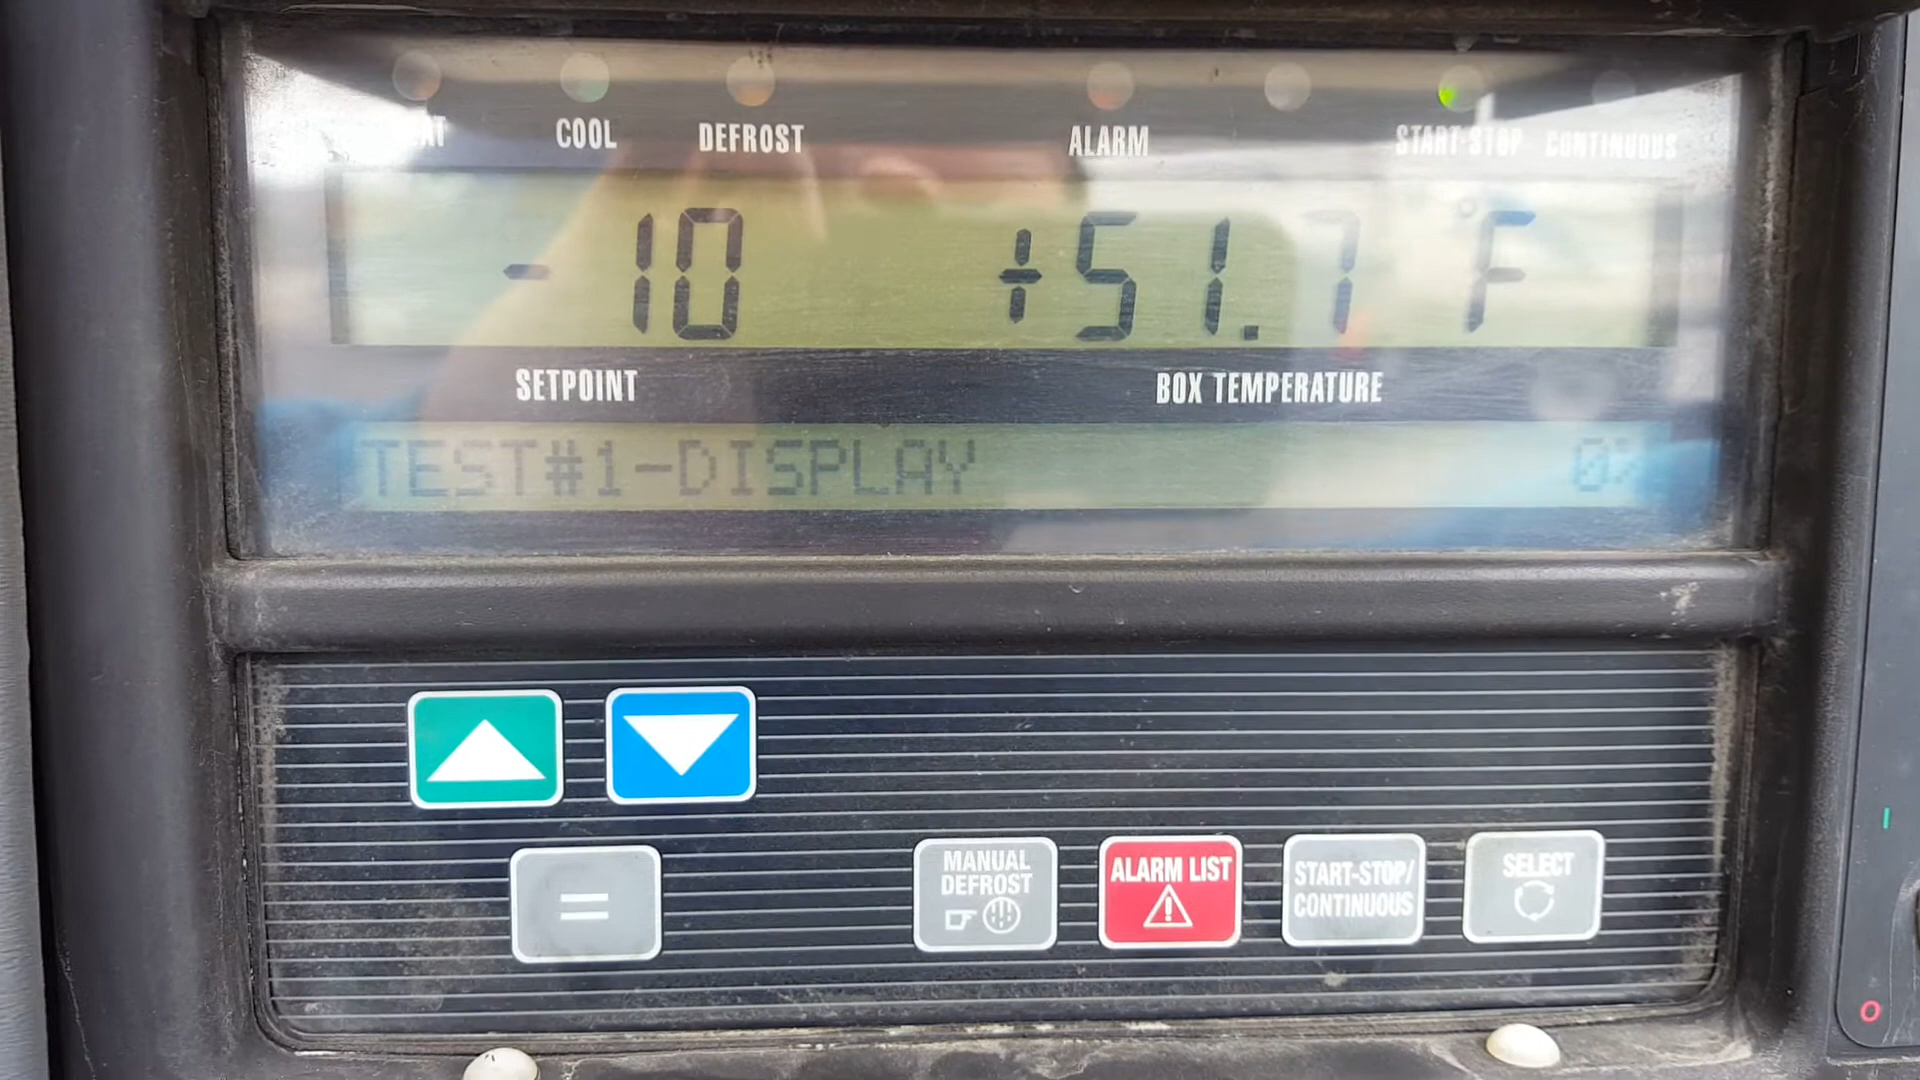 COOL DEFROST ALARM START-STOP CONTINUOUS
-10 +51.7 °F
SETPOINT BOX TEMPERATURE
TEST#1-DISPLAY 0%
=
MANUAL DEFROST
ALARM LIST
!
START-STOP/
CONTINUOUS
SELECT
I
O